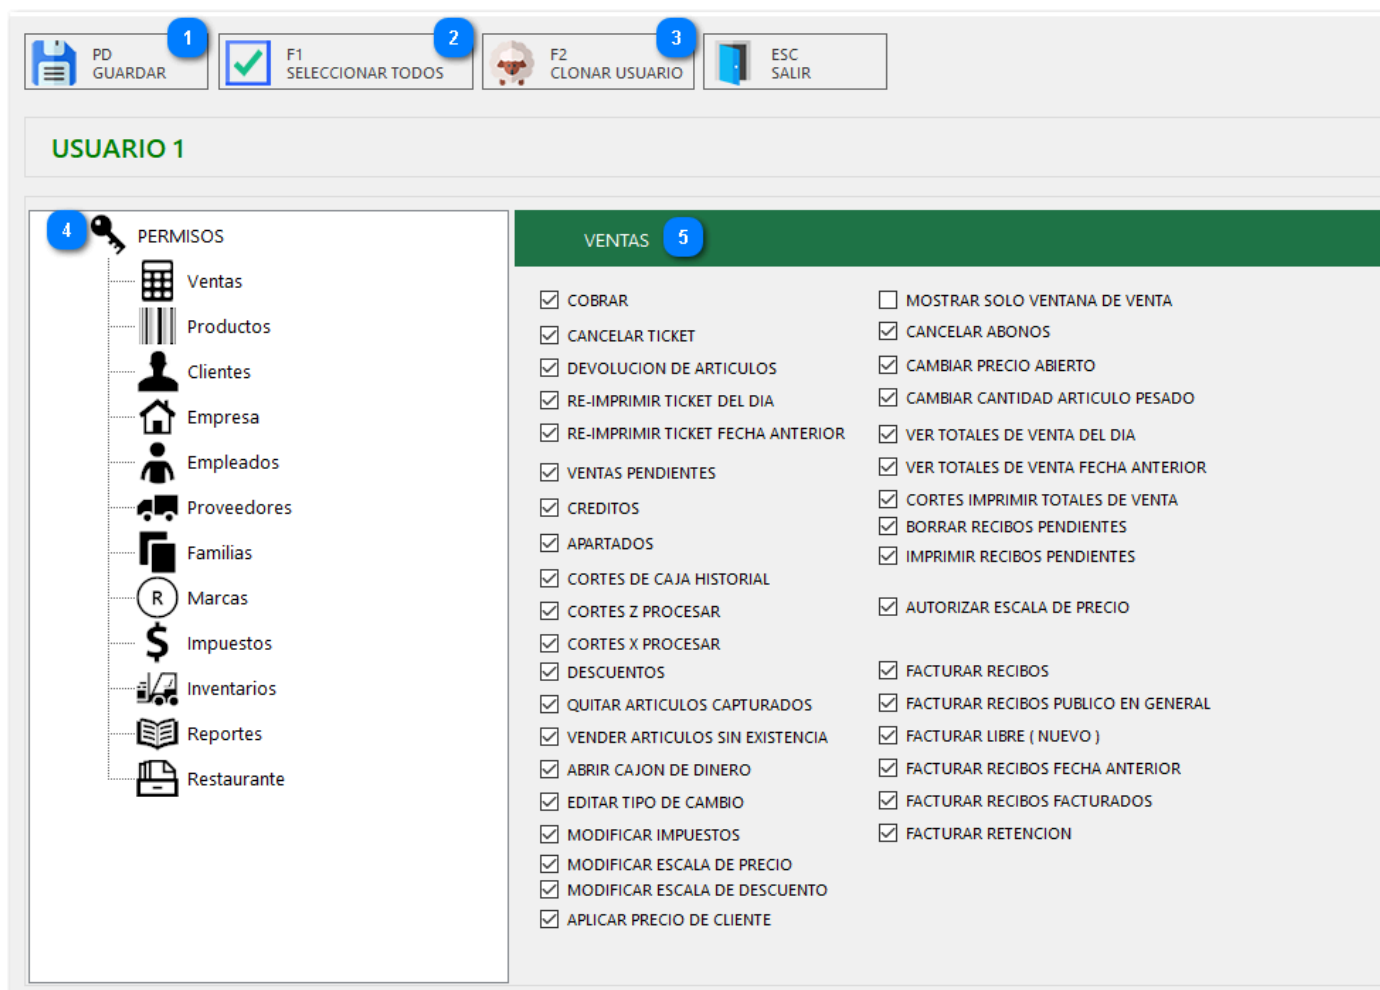 1
PD
GUARDAR
2
F1
SELECCIONAR TODOS
3
F2
CLONAR USUARIO
ESC
SALIR
USUARIO 1
4
PERMISOS
Ventas
Productos
Clientes
Empresa
Empleados
Proveedores
Familias
R
Marcas
Impuestos
Inventarios
Reportes
Restaurante
VENTAS
5
COBRAR
CANCELAR TICKET
DEVOLUCION DE ARTICULOS
RE-IMPRIMIR TICKET DEL DIA
RE-IMPRIMIR TICKET FECHA ANTERIOR
VENTAS PENDIENTES
CREDITOS
APARTADOS
CORTES DE CAJA HISTORIAL
CORTES Z PROCESAR
CORTES X PROCESAR
DESCUENTOS
QUITAR ARTICULOS CAPTURADOS
VENDER ARTICULOS SIN EXISTENCIA
ABRIR CAJON DE DINERO
EDITAR TIPO DE CAMBIO
MODIFICAR IMPUESTOS
MODIFICAR ESCALA DE PRECIO
MODIFICAR ESCALA DE DESCUENTO
APLICAR PRECIO DE CLIENTE
MOSTRAR SOLO VENTANA DE VENTA
CANCELAR ABONOS
CAMBIAR PRECIO ABIERTO
CAMBIAR CANTIDAD ARTICULO PESADO
VER TOTALES DE VENTA DEL DIA
VER TOTALES DE VENTA FECHA ANTERIOR
CORTES IMPRIMIR TOTALES DE VENTA
BORRAR RECIBOS PENDIENTES
IMPRIMIR RECIBOS PENDIENTES
AUTORIZAR ESCALA DE PRECIO
FACTURAR RECIBOS
FACTURAR RECIBOS PUBLICO EN GENERAL
FACTURAR LIBRE ( NUEVO )
FACTURAR RECIBOS FECHA ANTERIOR
FACTURAR RECIBOS FACTURADOS
FACTURAR RETENCION